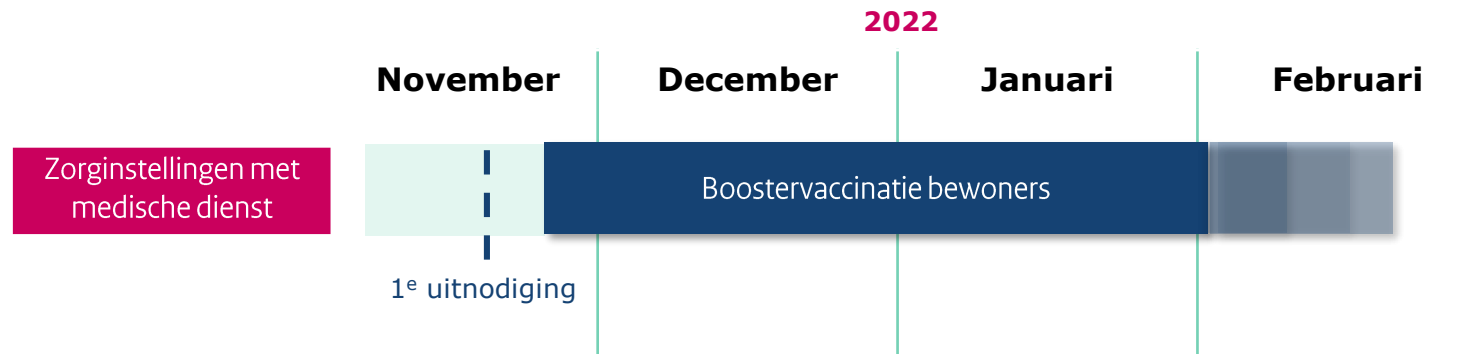 2022
November
December
Januari
Februari
Zorginstellingen met
medische dienst
Boostervaccinatie bewoners
1e uitnodiging